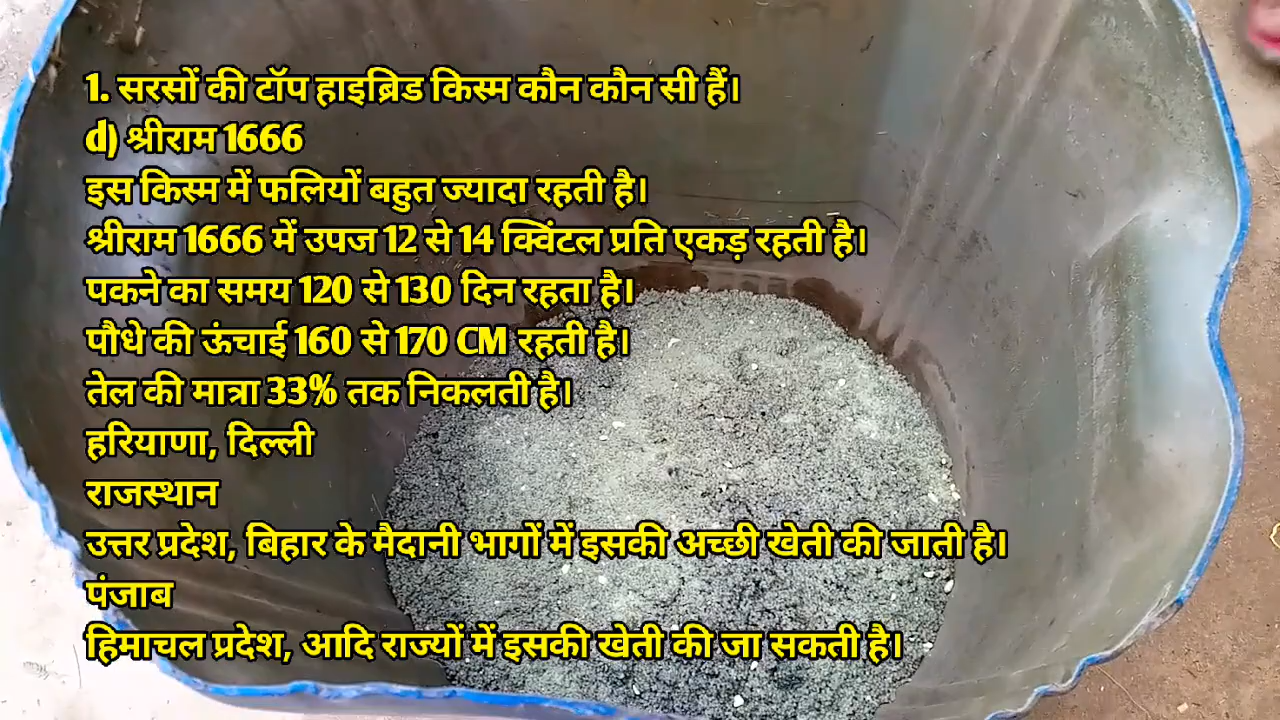 1. सरसों की टॉप हाइब्रिड किस्म कौन कौन सी हैं।
d) श्रीराम 1666
इस किस्म में फलियों बहुत ज्यादा रहती है।
श्रीराम 1666 में उपज 12 से 14 क्विंटल प्रति एकड़ रहती है।
पकने का समय 120 से 130 दिन रहता है।
पौधे की ऊंचाई 160 से 170 CM रहती है।
तेल की मात्रा 33% तक निकलती है।
हरियाणा, दिल्ली
राजस्थान
उत्तर प्रदेश, बिहार के मैदानी भागों में इसकी अच्छी खेती की जाती है।
पंजाब
हिमाचल प्रदेश, आदि राज्यों में इसकी खेती की जा सकती है।